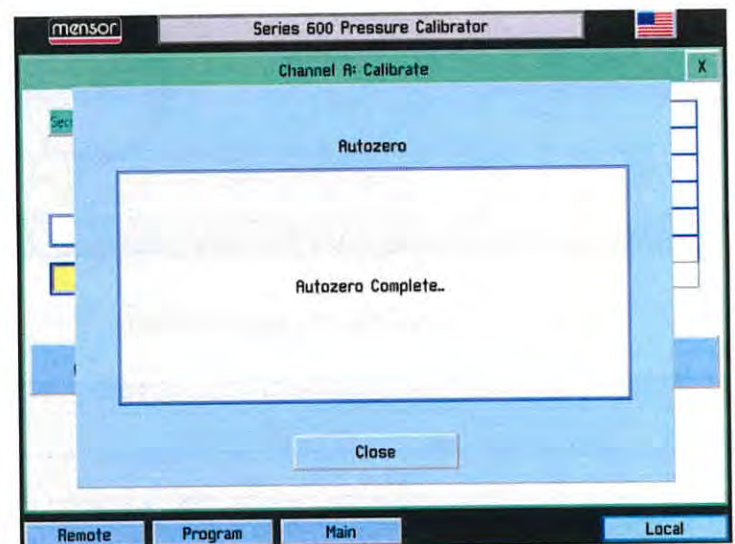 mensor
Series 600 Pressure Calibrator
Channel A: Calibrate
X
Autozero
Autozero Complete..
Close
Remote
Program
Main
Local